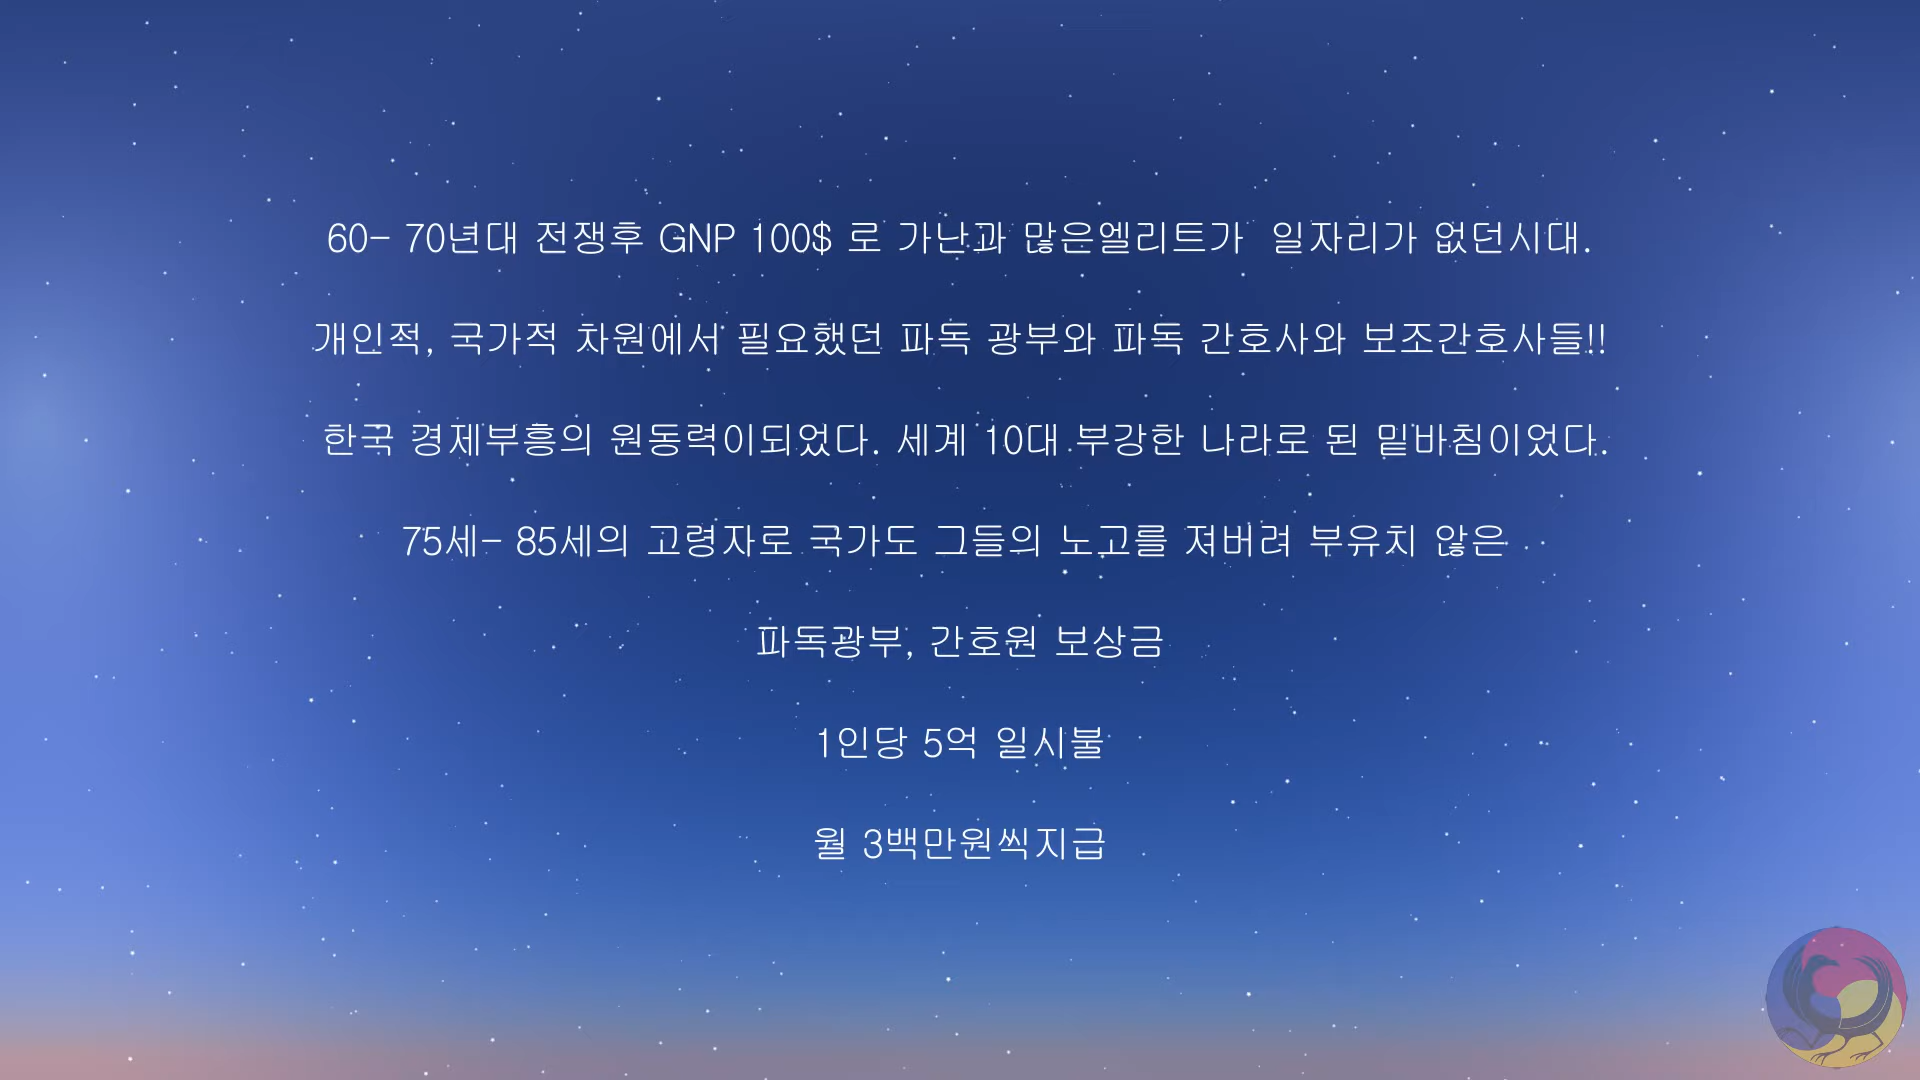 60- 70년대 전쟁후 GNP 100$ 로 가난과 많은엘리트가 일자리가 없던시대.
개인적, 국가적 차원에서 필요했던 파독 광부와 파독 간호사와 보조간호사들!!
한국 경제부흥의 원동력이되었다. 세계 10대 부강한 나라로 된 밑바침이었다.
75세- 85세의 고령자로 국가도 그들의 노고를 져버려 부유치 않은
파독광부, 간호원 보상금
1인당 5억 일시불
월 3백만원씩지급